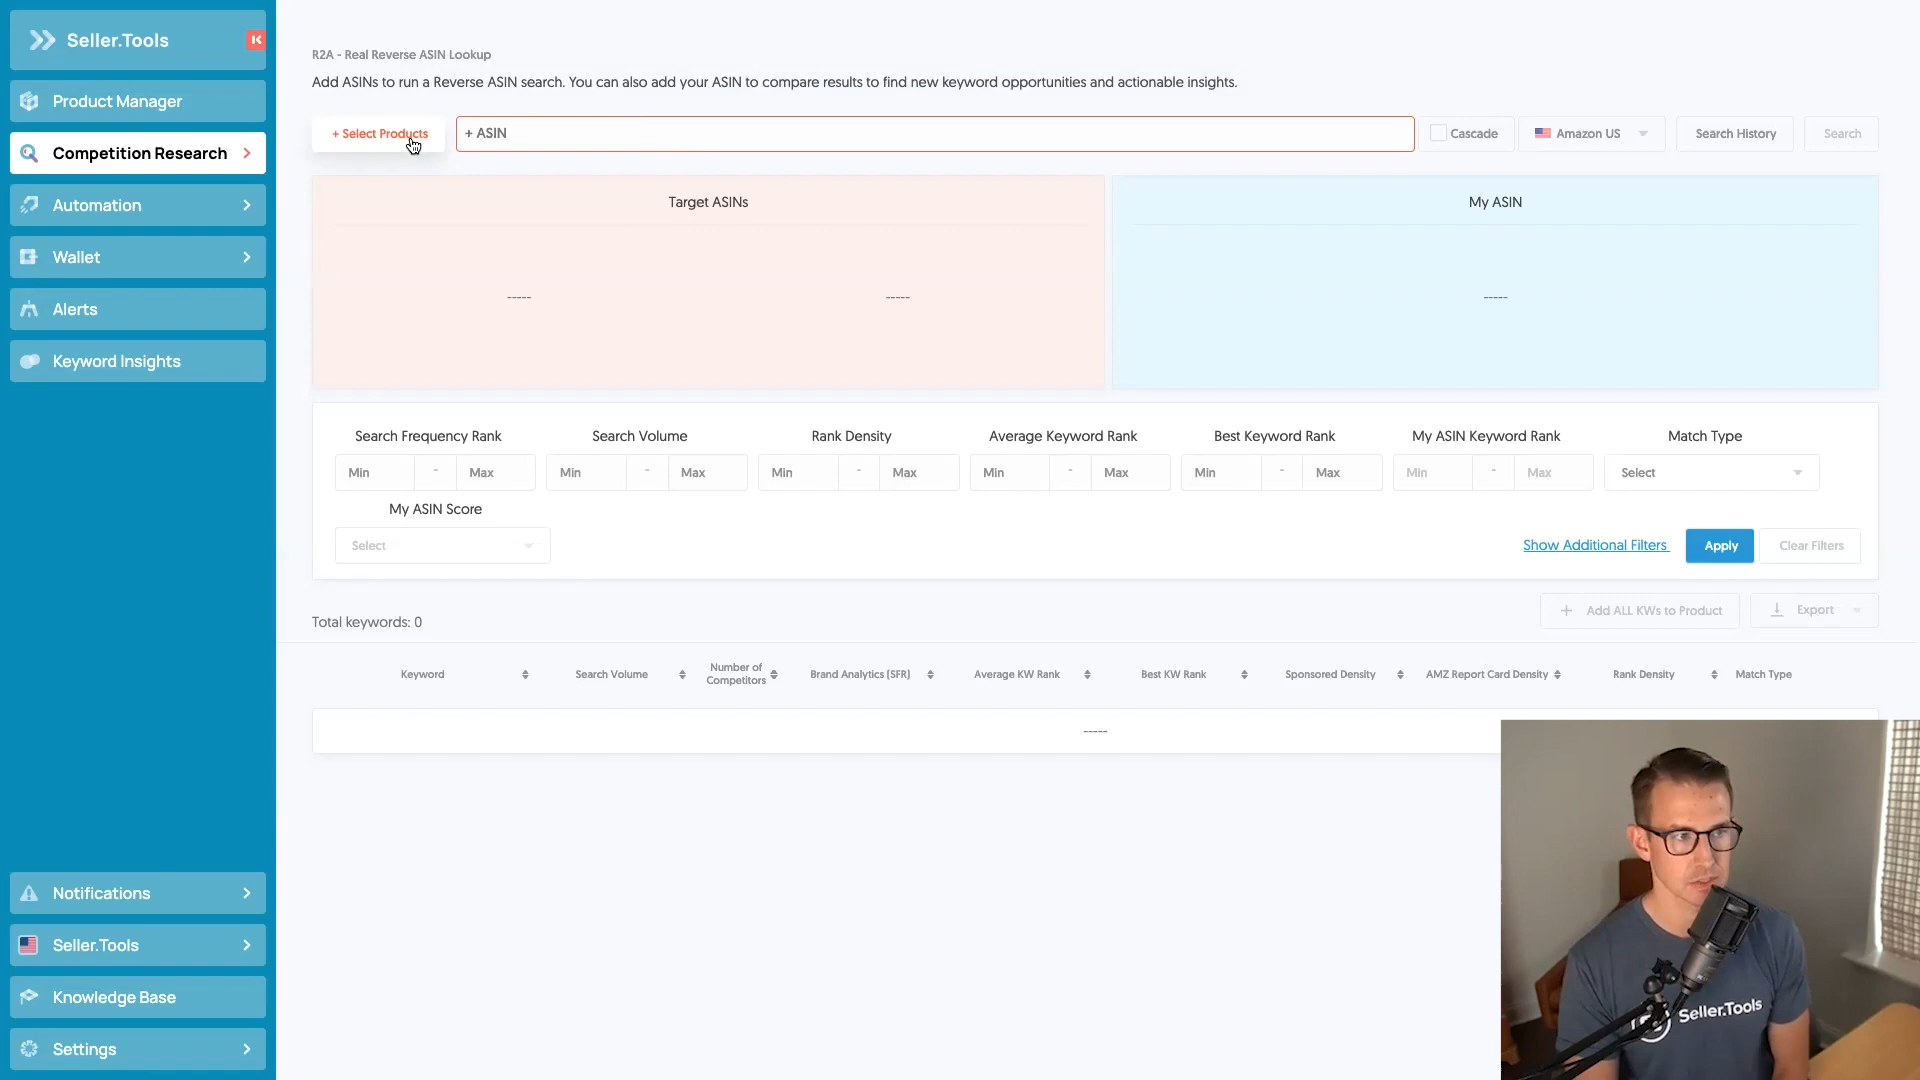 Seller.Tools
Product Manager
Competition Research
Automation
Wallet
Alerts
Keyword Insights
Notifications
Seller.Tools
Knowledge Base
Settings
R2A - Real Reverse ASIN Lookup
Add ASINs to run a Reverse ASIN search. You can also add your ASIN to compare results to find new keyword opportunities and actionable insights.
+ Select Products
+ ASIN
Cascade
Amazon US
Search History
Search
Target ASINs
My ASIN
-----
-----
-----
Search Frequency Rank
Search Volume
Rank Density
Average Keyword Rank
Best Keyword Rank
My ASIN Keyword Rank
Match Type
Min - Max
Min - Max
Min - Max
Min - Max
Min - Max
Min - Max
Select
My ASIN Score
Select
Show Additional Filters
Apply
Clear Filters
Total keywords: 0
+ Add ALL KWs to Product
Export
Keyword
Search Volume
Number of
Competitors
Brand Analytics (SFR)
Average KW Rank
Best KW Rank
Sponsored Density
AMZ Report Card Density
Rank Density
Match Type
-----
Seller.Tools